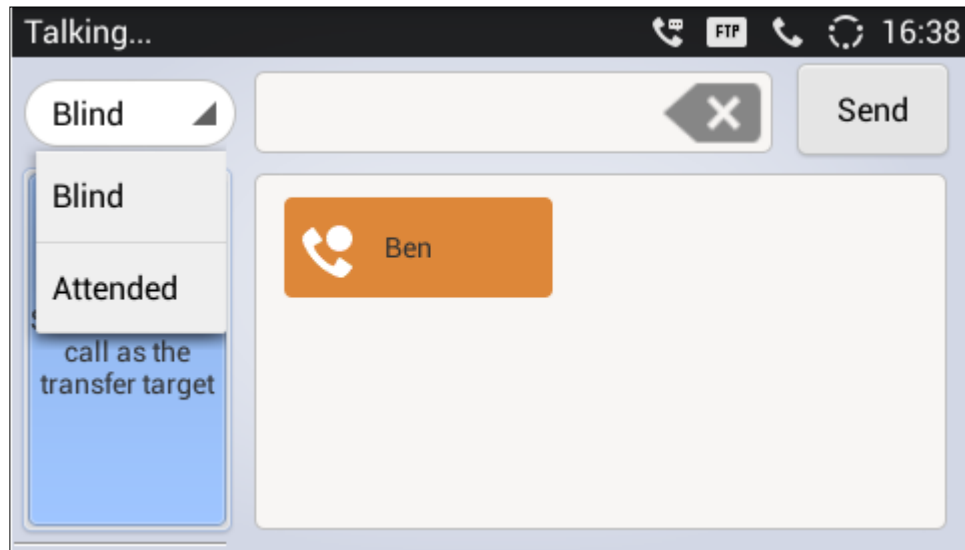 Talking...
FTP
16:38
Blind
Send
Blind
Attended
Ben
call as the
transfer target